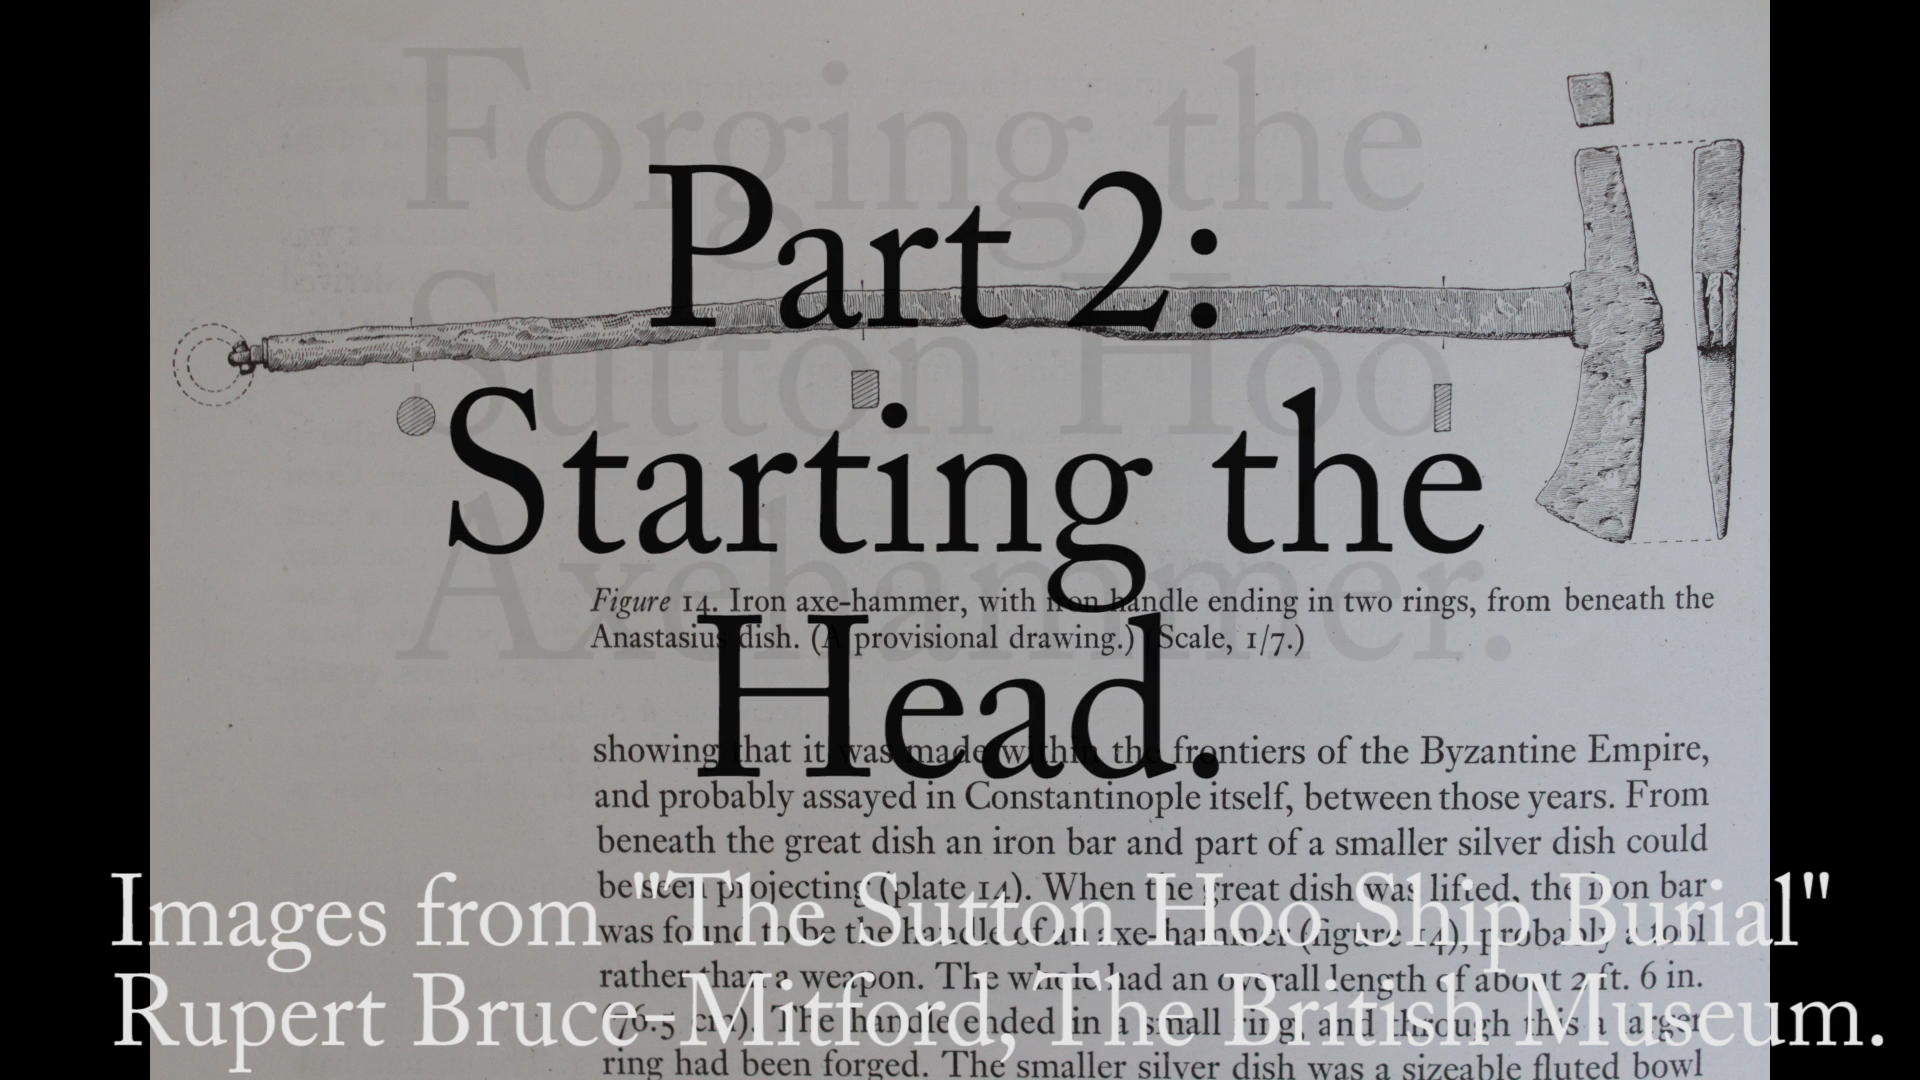 Forging the
Sutton Hoo
Axehammer.
Part 2:
Starting the
Head.
Figure 14. Iron axe-hammer, with iron handle ending in two rings, from beneath the
Anastasius dish. (A provisional drawing.) (Scale, 1/7.)
showing that it was made within the frontiers of the Byzantine Empire,
and probably assayed in Constantinople itself, between those years. From
beneath the great dish an iron bar and part of a smaller silver dish could
be seen projecting (plate 14). When the great dish was lifted, the iron bar
was found to be the handle of an axe-hammer (figure 14), probably a tool
rather than a weapon. The whole had an overall length of about 2 ft. 6 in.
(76.5 cm). The handle ended in a small ring, and through this a larger
ring had been forged. The smaller silver dish was a sizeable fluted bowl
Images from "The Sutton Hoo Ship Burial"
Rupert Bruce-Mitford, The British Museum.